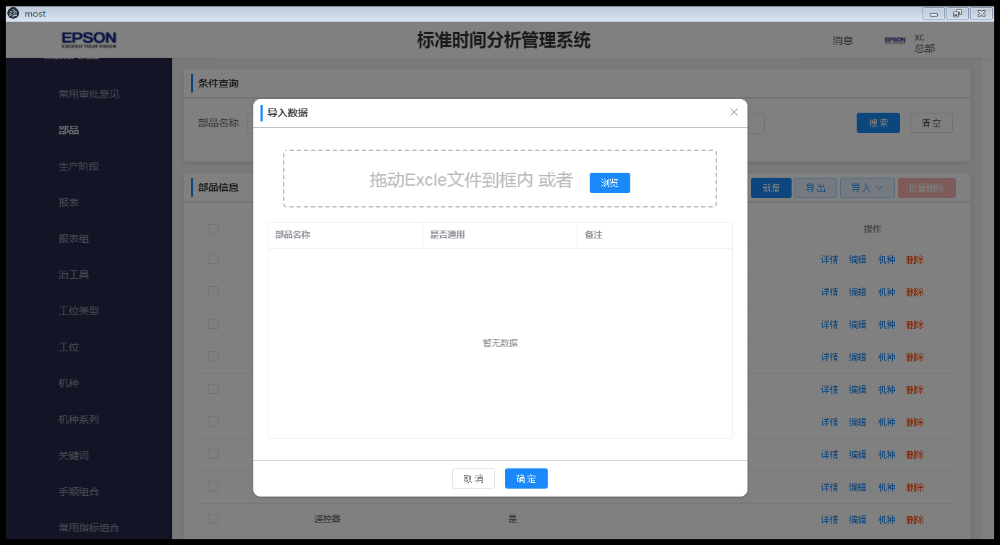 most
EPSON
EXCEED YOUR VISION
标准时间分析管理系统
消息
EPSON
xc
总部
Master Data
常用审批意见
部品
生产阶段
报表
报表组
治工具
工位类型
工位
机种
机种系列
关键词
手顺组合
常用指标组合
条件查询
部品名称
搜索 清空
部品信息
新增 导出 导入 批量删除
操作
详情 编辑 机种 删除
详情 编辑 机种 删除
详情 编辑 机种 删除
详情 编辑 机种 删除
详情 编辑 机种 删除
详情 编辑 机种 删除
详情 编辑 机种 删除
详情 编辑 机种 删除
遥控器 是 详情 编辑 机种 删除
导入数据
拖动Excle文件到框内 或者 浏览
部品名称 是否通用 备注
暂无数据
取消 确定